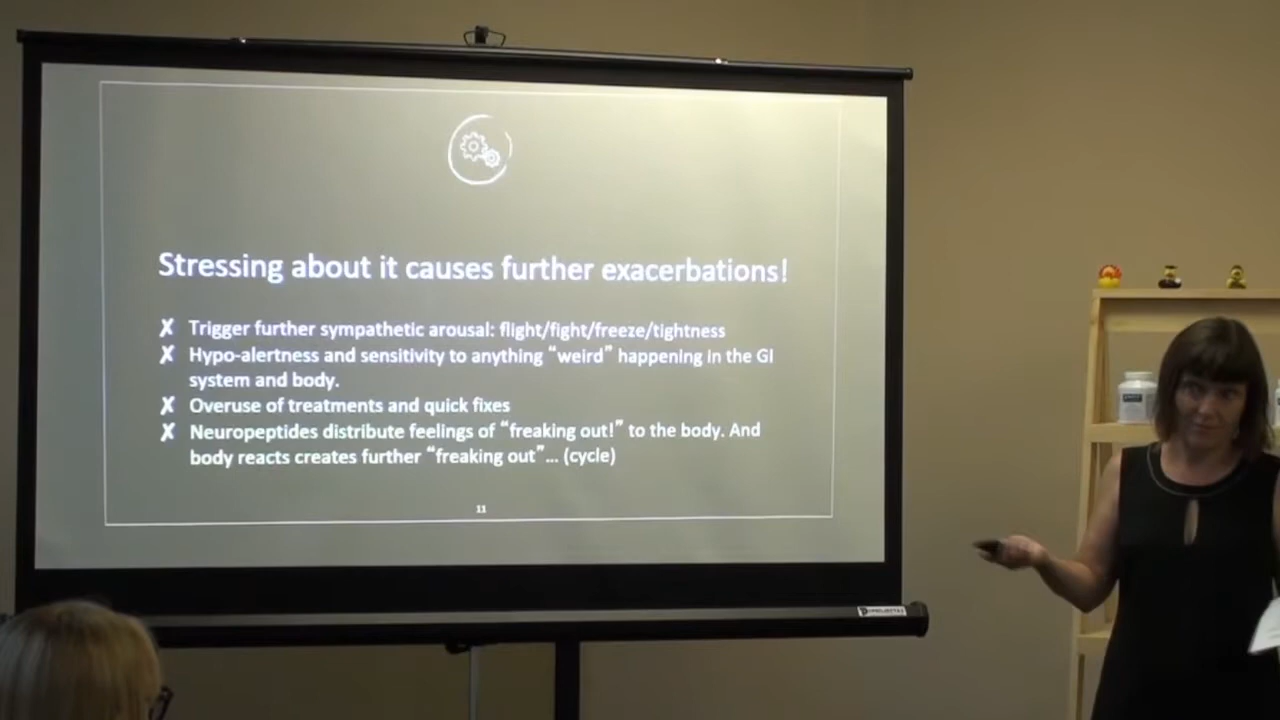 Stressing about it causes further exacerbations!
✘ Trigger further sympathetic arousal: flight/fight/freeze/tightness
✘ Hypo-alertness and sensitivity to anything “weird” happening in the GI
system and body.
✘ Overuse of treatments and quick fixes
✘ Neuropeptides distribute feelings of “freaking out!” to the body. And
body reacts creates further “freaking out”... (cycle)
11